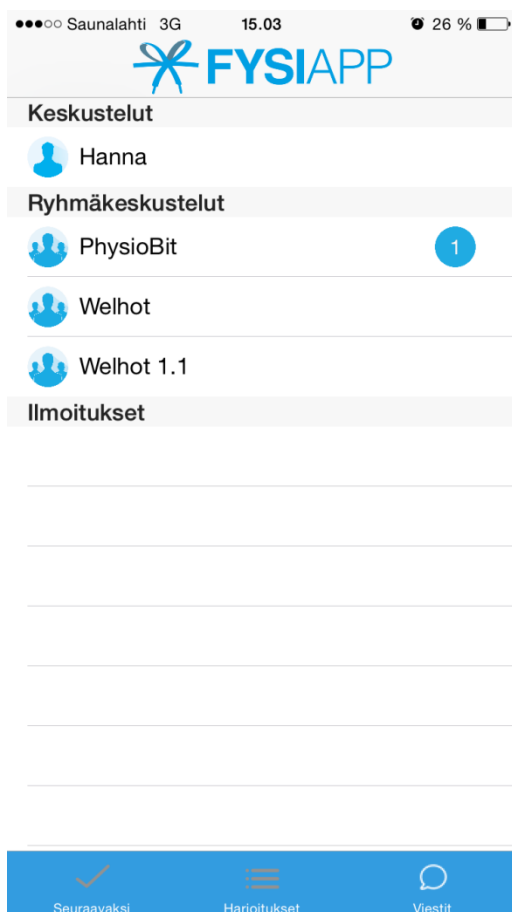 Saunalahti 3G 15.03 26 %
FYSIAPP
Keskustelut
Hanna
Ryhmäkeskustelut
PhysioBit 1
Welhot
Welhot 1.1
Ilmoitukset
Seuraavaksi Harjoitukset Viestit